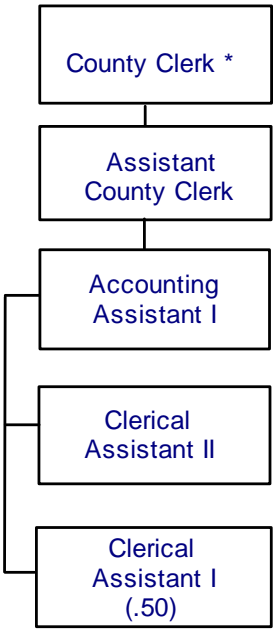 County Clerk *
Assistant
County Clerk
Accounting
Assistant I
Clerical
Assistant II
Clerical
Assistant I
(.50)